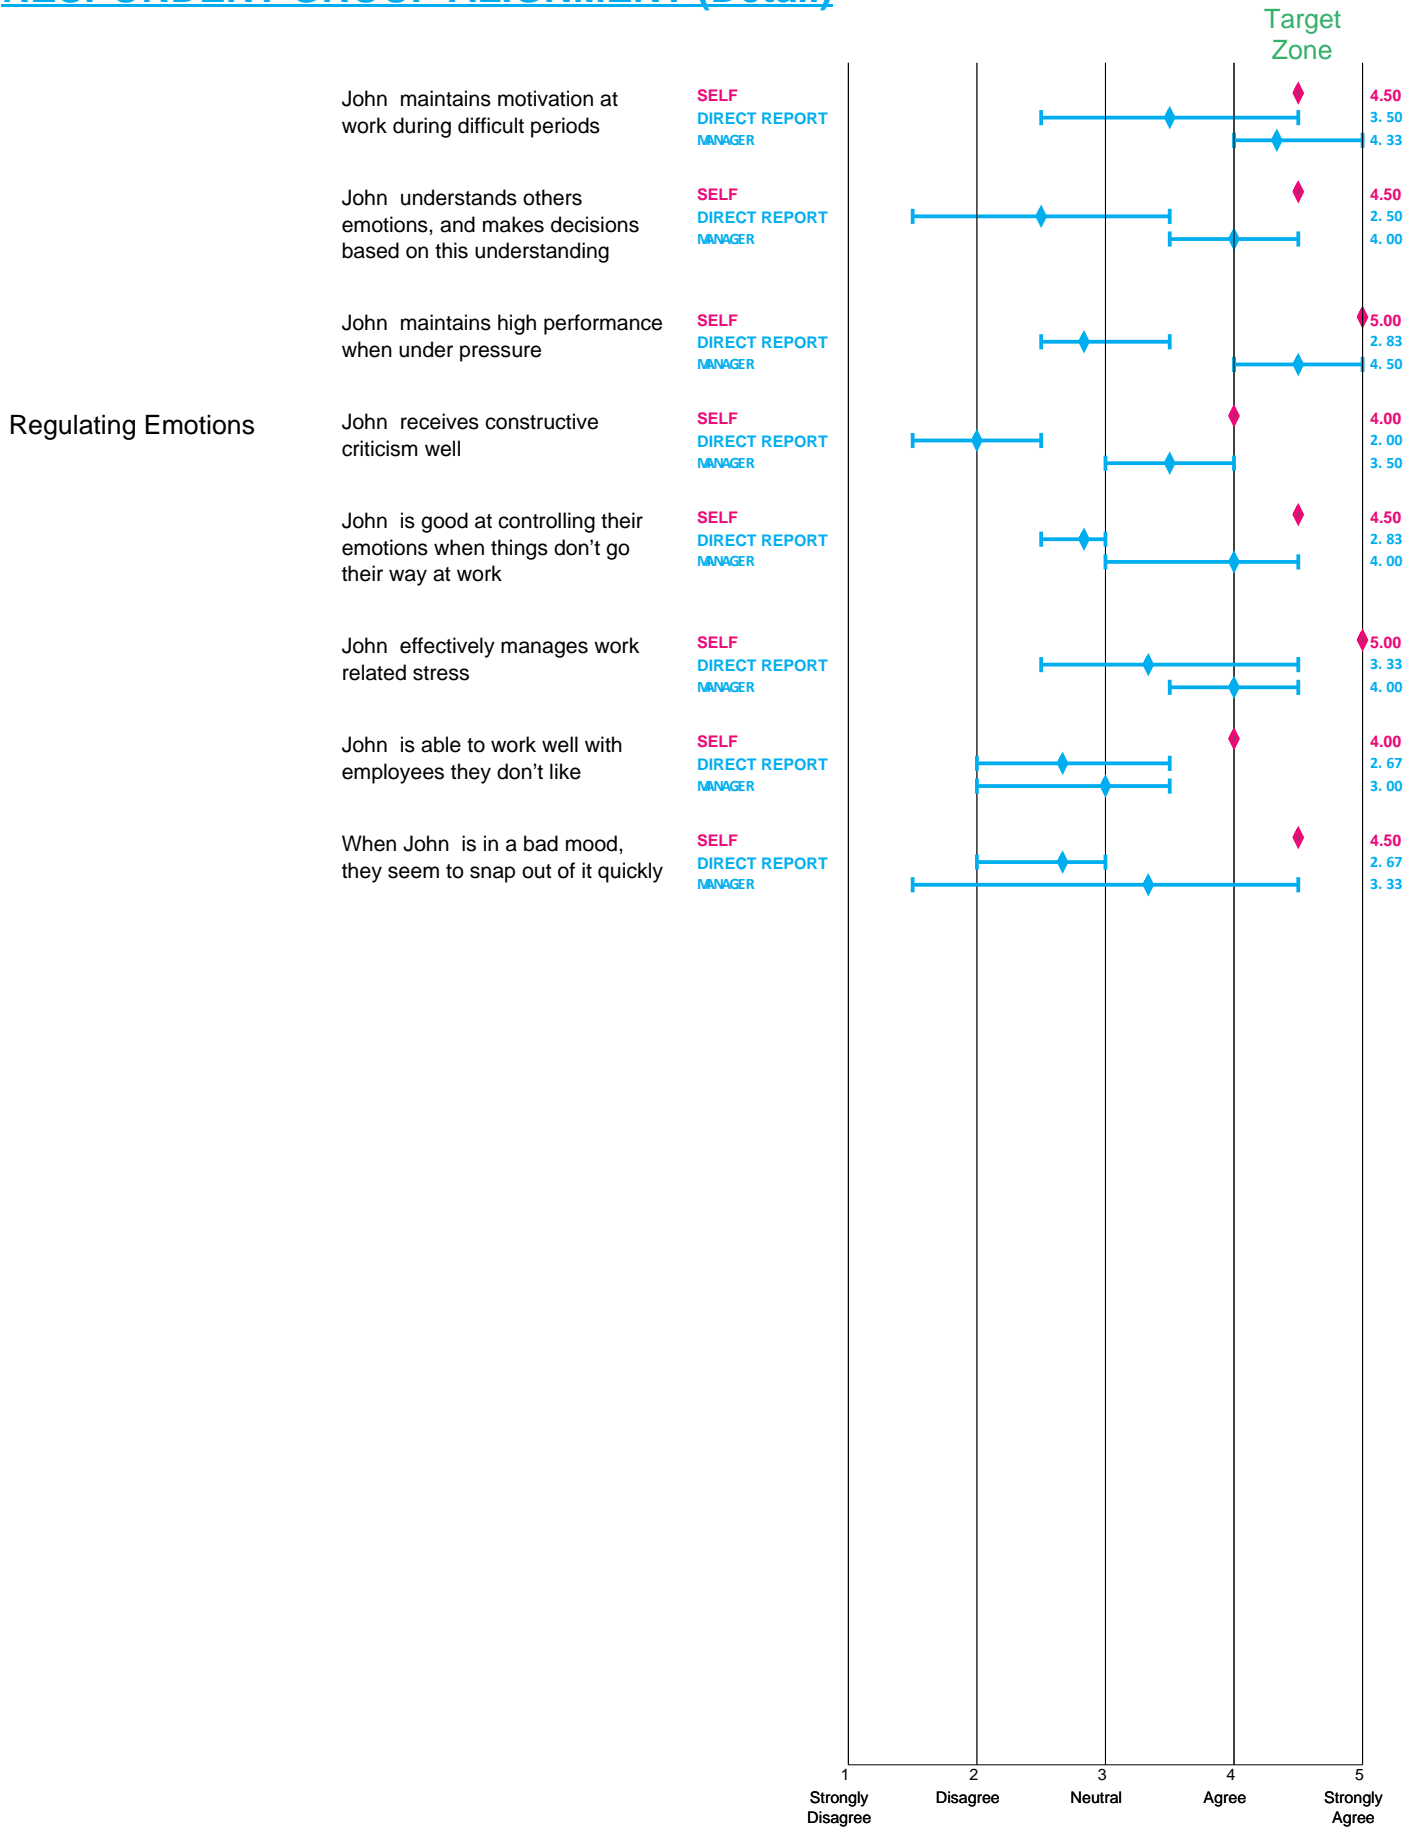 RESPONDENT GROUP ALIGNMENT (Detail)
Target
Zone
John maintains motivation at
work during difficult periods
SELF
DIRECT REPORT
MANAGER
4.50
3. 50
4. 33
John understands others
emotions, and makes decisions
based on this understanding
SELF
DIRECT REPORT
MANAGER
4.50
2. 50
4. 00
John maintains high performance
when under pressure
SELF
DIRECT REPORT
MANAGER
5.00
2. 83
4. 50
Regulating Emotions
John receives constructive
criticism well
SELF
DIRECT REPORT
MANAGER
4.00
2. 00
3. 50
John is good at controlling their
emotions when things don't go
their way at work
SELF
DIRECT REPORT
MANAGER
4.50
2. 83
4. 00
John effectively manages work
related stress
SELF
DIRECT REPORT
MANAGER
5.00
3. 33
4. 00
John is able to work well with
employees they don't like
SELF
DIRECT REPORT
MANAGER
4.00
2. 67
3. 00
When John is in a bad mood,
they seem to snap out of it quickly
SELF
DIRECT REPORT
MANAGER
4.50
2. 67
3. 33
1 2 3 4 5
Strongly Disagree Neutral Agree Strongly
Disagree Agree